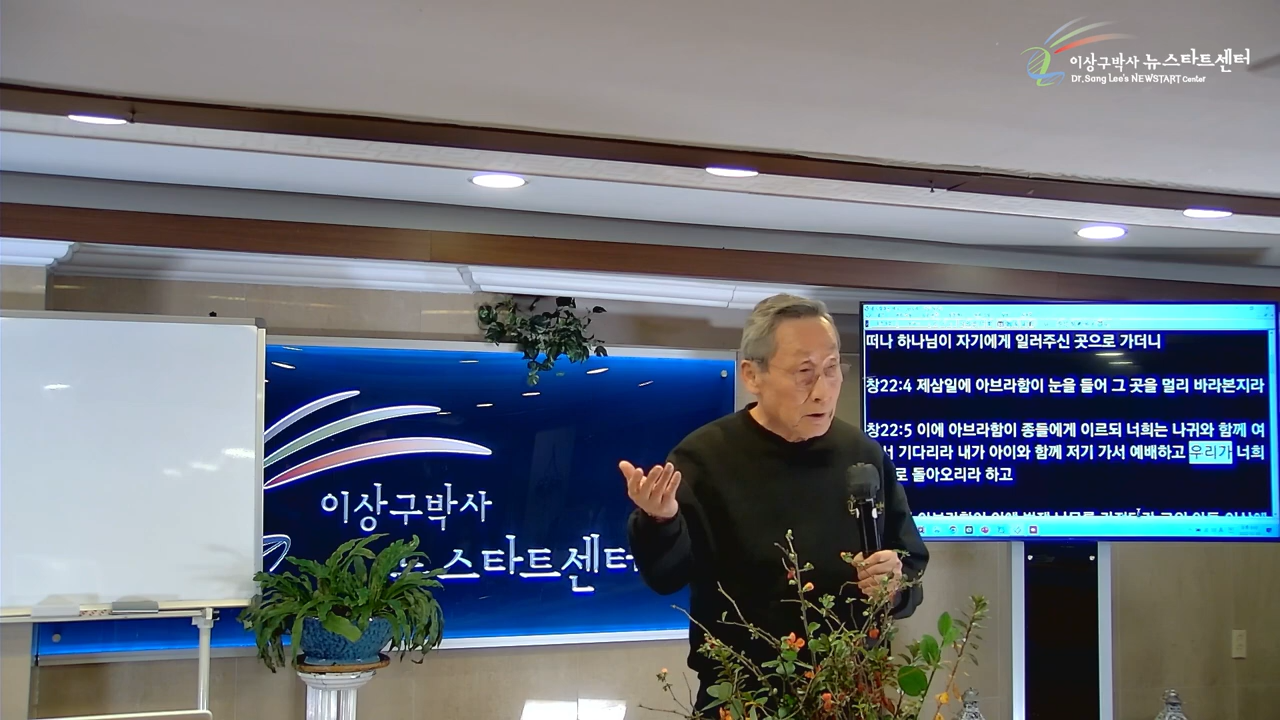 이상구박사 뉴스타트센터
Dr. Sang Lee's NEWSTART Center
떠나 하나님이 자기에게 일러주신 곳으로 가더니
창22:4 제삼일에 아브라함이 눈을 들어 그 곳을 멀리 바라본지라
창22:5 이에 아브라함이 종들에게 이르되 너희는 나귀와 함께 여
서 기다리라 내가 아이와 함께 저기 가서 예배하고 우리가 너희
로 돌아오리라 하고
이상구박사
스타트센터